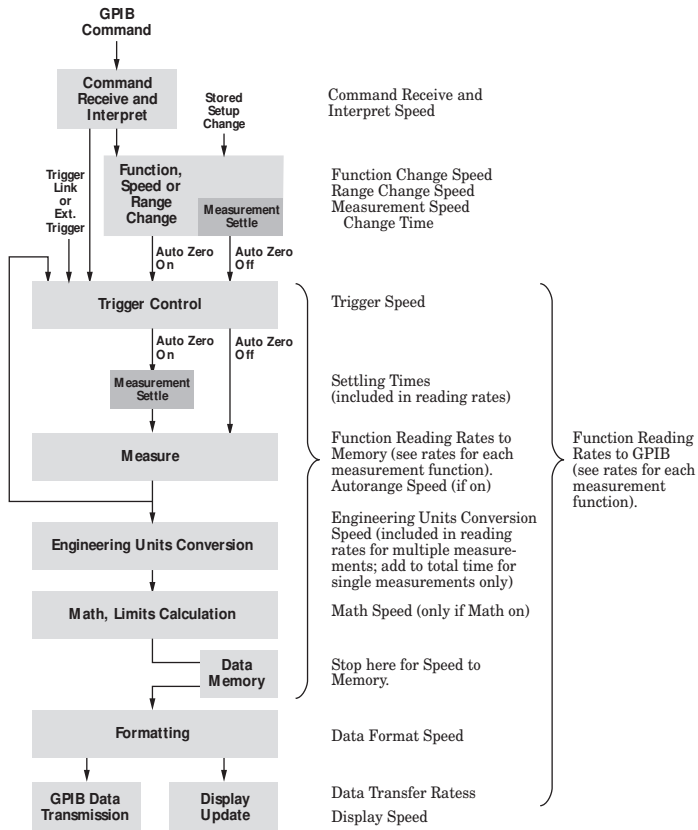 GPIB
Command
Command
Receive and
Interpret
Stored
Setup
Change
Command Receive and
Interpret Speed
Trigger
Link
or
Ext.
Trigger
Function,
Speed or
Range
Change
Measurement
Settle
Function Change Speed
Range Change Speed
Measurement Speed
Change Time
Auto Zero
On
Auto Zero
Off
Trigger Control
Trigger Speed
Auto Zero
On
Auto Zero
Off
Measurement
Settle
Settling Times
(included in reading rates)
Measure
Function Reading Rates to
Memory (see rates for each
measurement function).
Autorange Speed (if on)
Function Reading
Rates to GPIB
(see rates for each
measurement
function).
Engineering Units Conversion
Engineering Units Conversion
Speed (included in reading
rates for multiple measure-
ments; add to total time for
single measurements only)
Math, Limits Calculation
Math Speed (only if Math on)
Data
Memory
Stop here for Speed to
Memory.
Formatting
Data Format Speed
GPIB Data
Transmission
Display
Update
Data Transfer Ratess
Display Speed